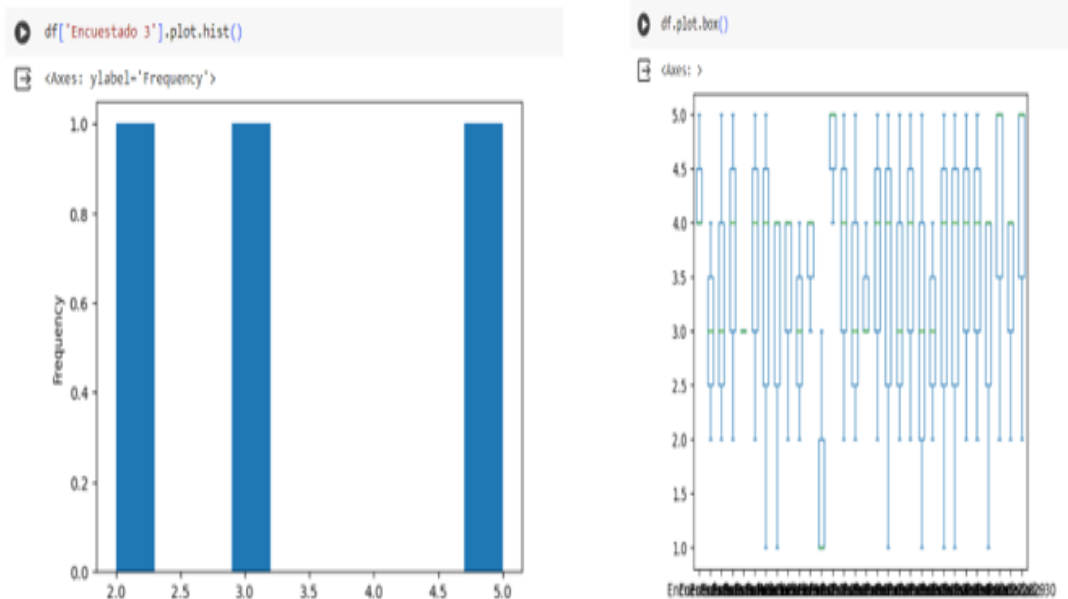 df['Encuestado 3'].plot.hist()
<Axes: ylabel='Frequency'>
1.0
0.8
0.6
0.4
0.2
0.0
Frequency
2.0 2.5 3.0 3.5 4.0 4.5 5.0
df.plot.box()
<Axes: >
5.0
4.5
4.0
3.5
3.0
2.5
2.0
1.5
1.0